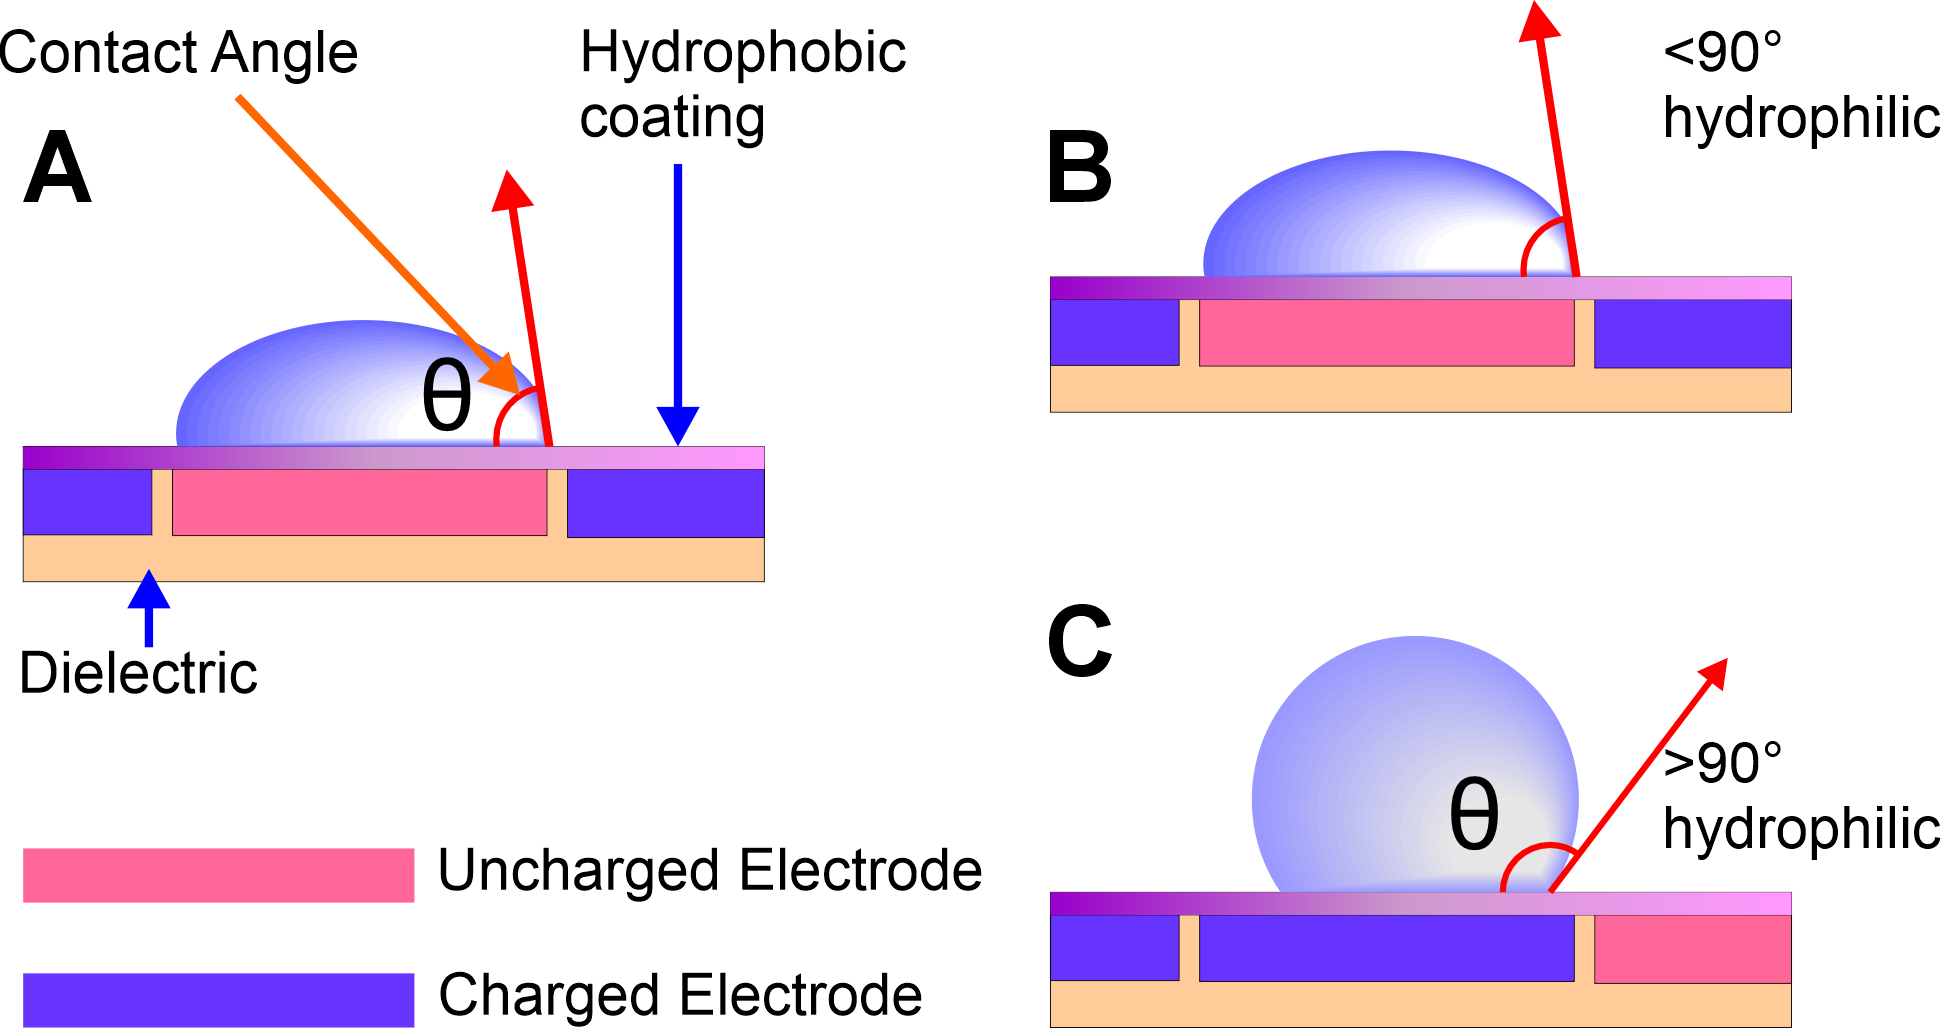 Contact Angle
Hydrophobic
coating
A
θ
Dielectric
B
<90°
hydrophilic
C
θ
>90°
hydrophilic
Uncharged Electrode
Charged Electrode